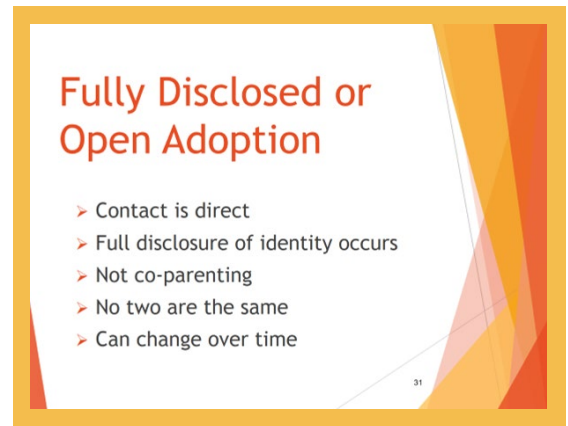 Fully Disclosed or
Open Adoption
➢ Contact is direct
➢ Full disclosure of identity occurs
➢ Not co-parenting
➢ No two are the same
➢ Can change over time
31